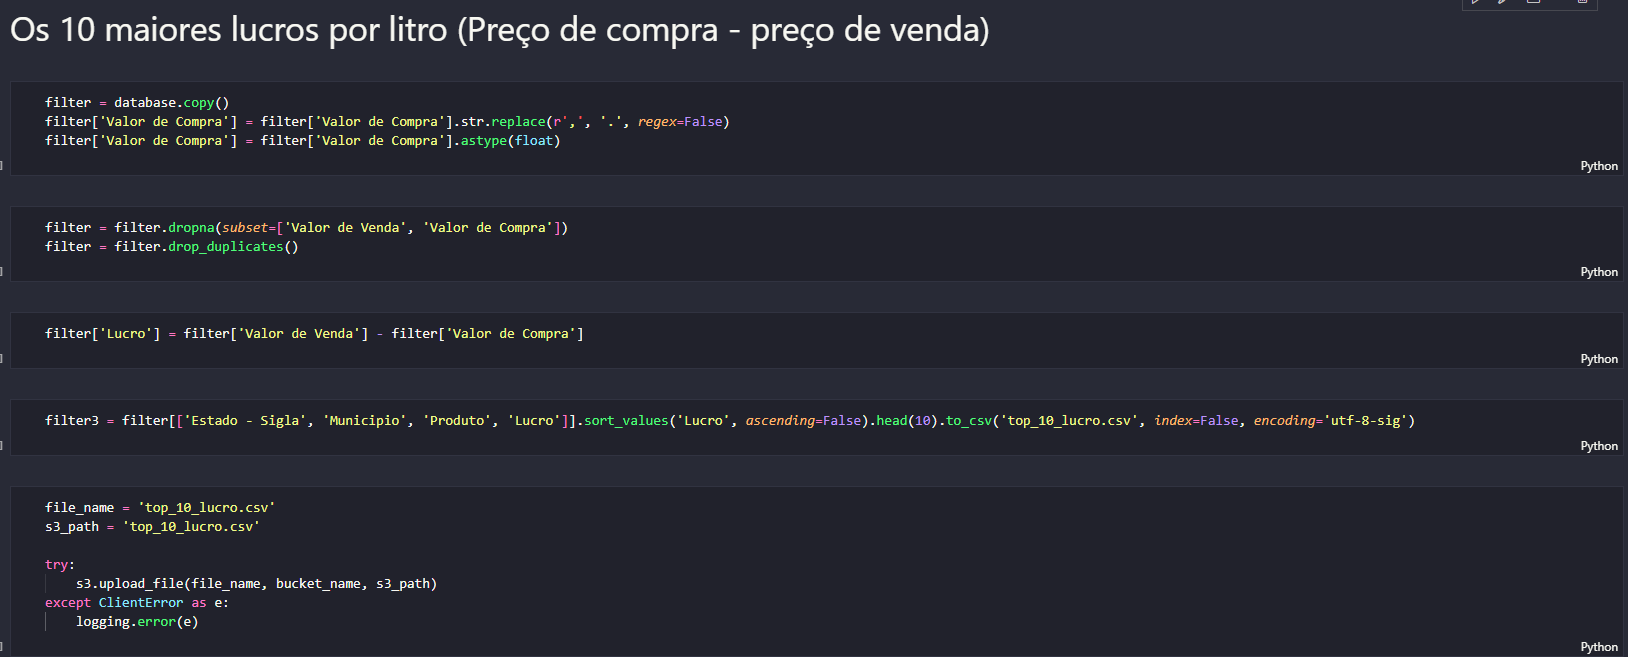 Os 10 maiores lucros por litro (Preço de compra - preço de venda)
filter = database.copy()
filter['Valor de Compra'] = filter['Valor de Compra'].str.replace(r',', '.', regex=False)
filter['Valor de Compra'] = filter['Valor de Compra'].astype(float)
Python
filter = filter.dropna(subset=['Valor de Venda', 'Valor de Compra'])
filter = filter.drop_duplicates()
Python
filter['Lucro'] = filter['Valor de Venda'] - filter['Valor de Compra']
Python
filter3 = filter[['Estado - Sigla', 'Municipio', 'Produto', 'Lucro']].sort_values('Lucro', ascending=False).head(10).to_csv('top_10_lucro.csv', index=False, encoding='utf-8-sig')
Python
file_name = 'top_10_lucro.csv'
s3_path = 'top_10_lucro.csv'
try:
    s3.upload_file(file_name, bucket_name, s3_path)
except ClientError as e:
    logging.error(e)
Python